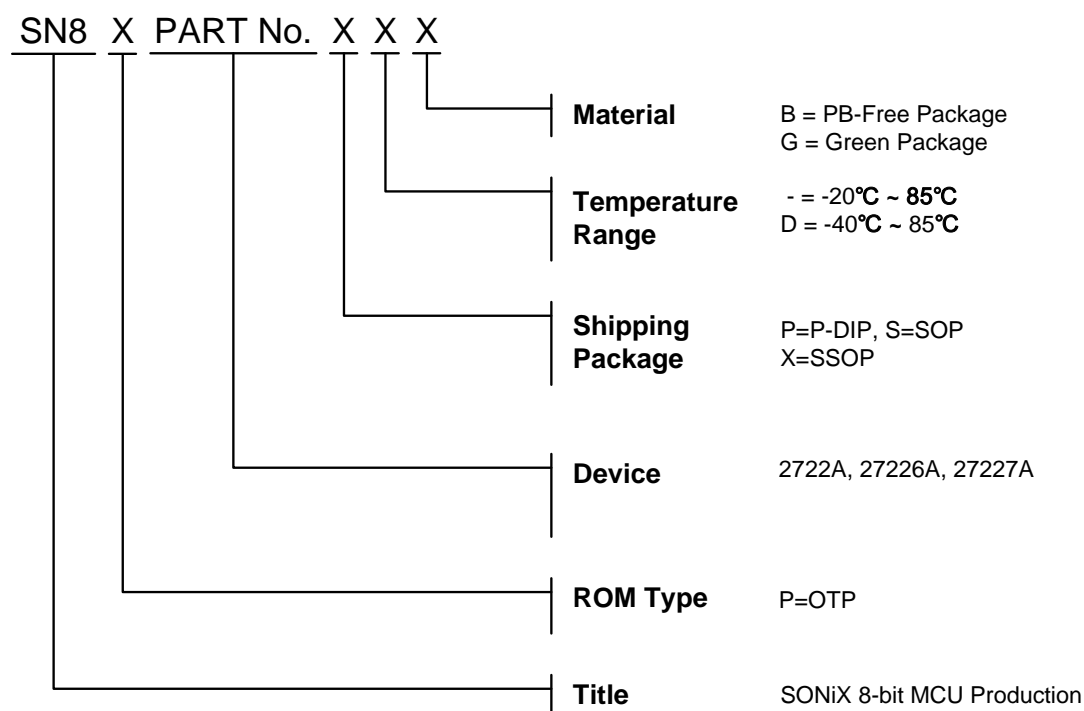 SN8 X PART No. X X X
Material B = PB-Free Package
G = Green Package
Temperature - = -20℃ ~ 85℃
Range D = -40℃ ~ 85℃
Shipping P=P-DIP, S=SOP
Package X=SSOP
Device 2722A, 27226A, 27227A
ROM Type P=OTP
Title SONiX 8-bit MCU Production